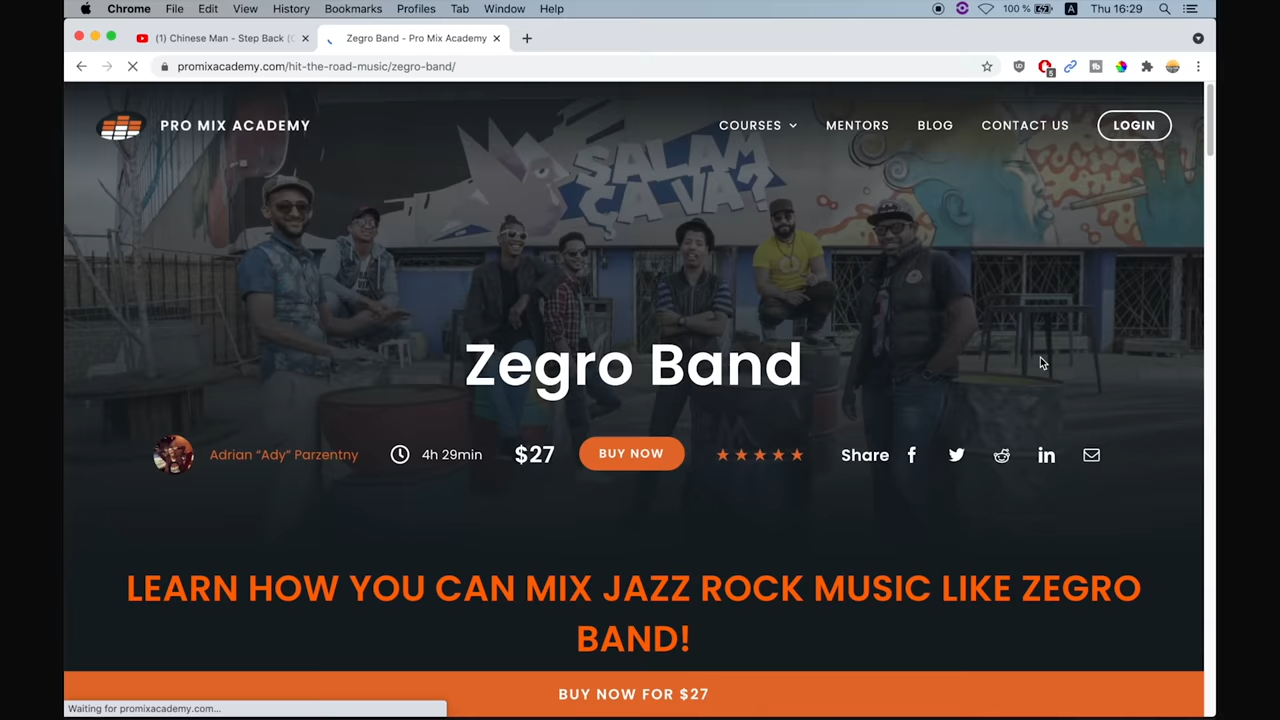 Chrome File Edit View History Bookmarks Profiles Tab Window Help 100 % A Thu 16:29
(1) Chinese Man - Step Back (
Zegro Band - Pro Mix Academy
promixacademy.com/hit-the-road-music/zegro-band/
PRO MIX ACADEMY
COURSES MENTORS BLOG CONTACT US LOGIN
SALAM
ÇA VA?
Zegro Band
Adrian “Ady” Parzentny 4h 29min $27 BUY NOW Share
LEARN HOW YOU CAN MIX JAZZ ROCK MUSIC LIKE ZEGRO
BAND!
BUY NOW FOR $27
Waiting for promixacademy.com...